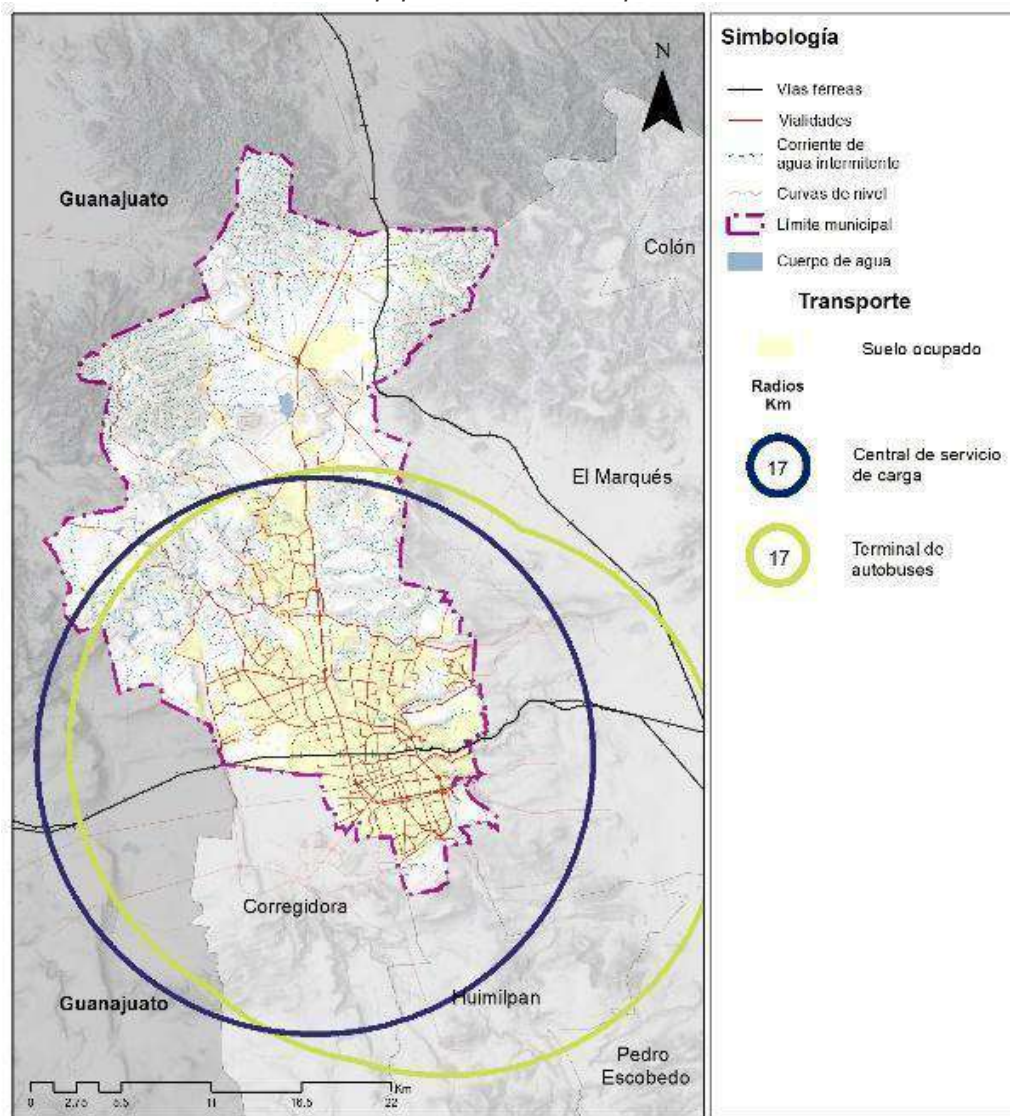 Guanajuato
Colón
El Marqués
Corregidora
Guanajuato
Huimilpan
Pedro
Escobedo
N
0 2.75 5.5 11 16.5 22
Km
Simbología
Vías férreas
Vialidades
Corriente de
agua intermitente
Curvas de nivel
Límite municipal
Cuerpo de agua
Transporte
Suelo ocupado
Radios
Km
17
Central de servicio
de carga
17
Terminal de
autobuses